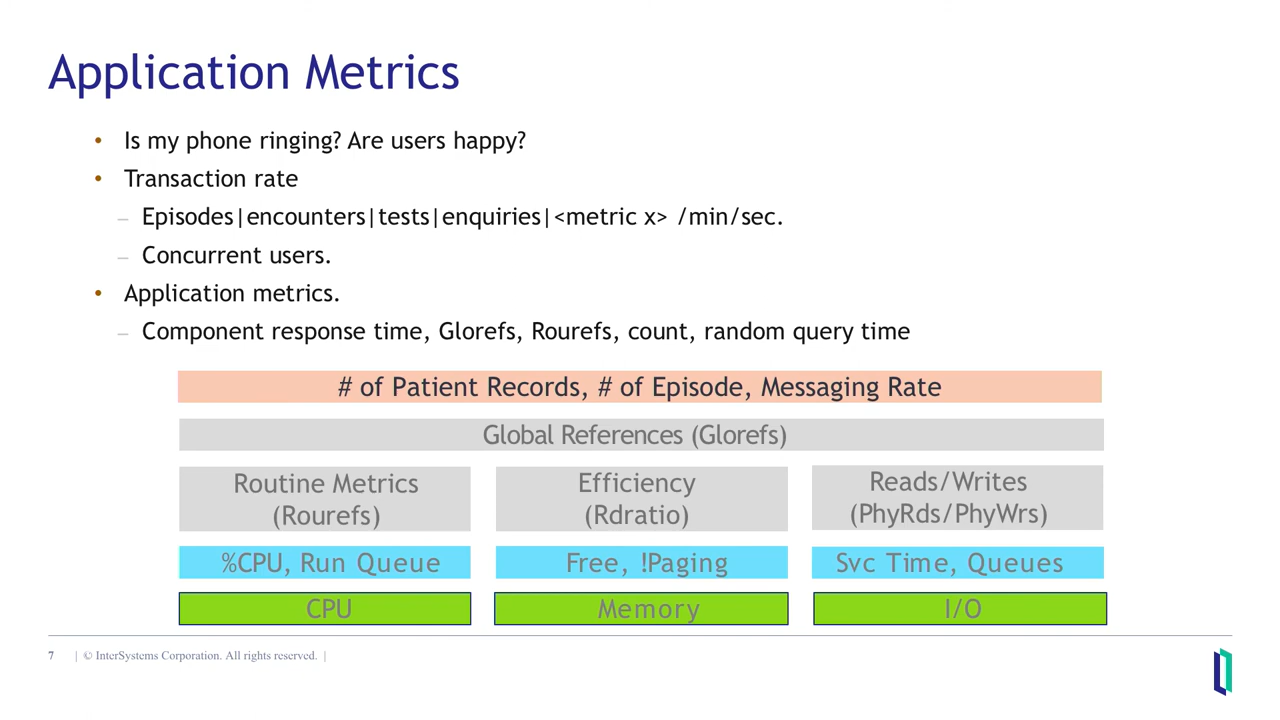 Application Metrics
• Is my phone ringing? Are users happy?
• Transaction rate
– Episodes|encounters|tests|enquiries|<metric x> /min/sec.
– Concurrent users.
• Application metrics.
– Component response time, Glorefs, Rourefs, count, random query time
# of Patient Records, # of Episode, Messaging Rate
Global References (Glorefs)
Routine Metrics
(Rourefs)
Efficiency
(Rdratio)
Reads/Writes
(PhyRds/PhyWrs)
%CPU, Run Queue
Free, !Paging
Svc Time, Queues
CPU
Memory
I/O
7 | © InterSystems Corporation. All rights reserved. |